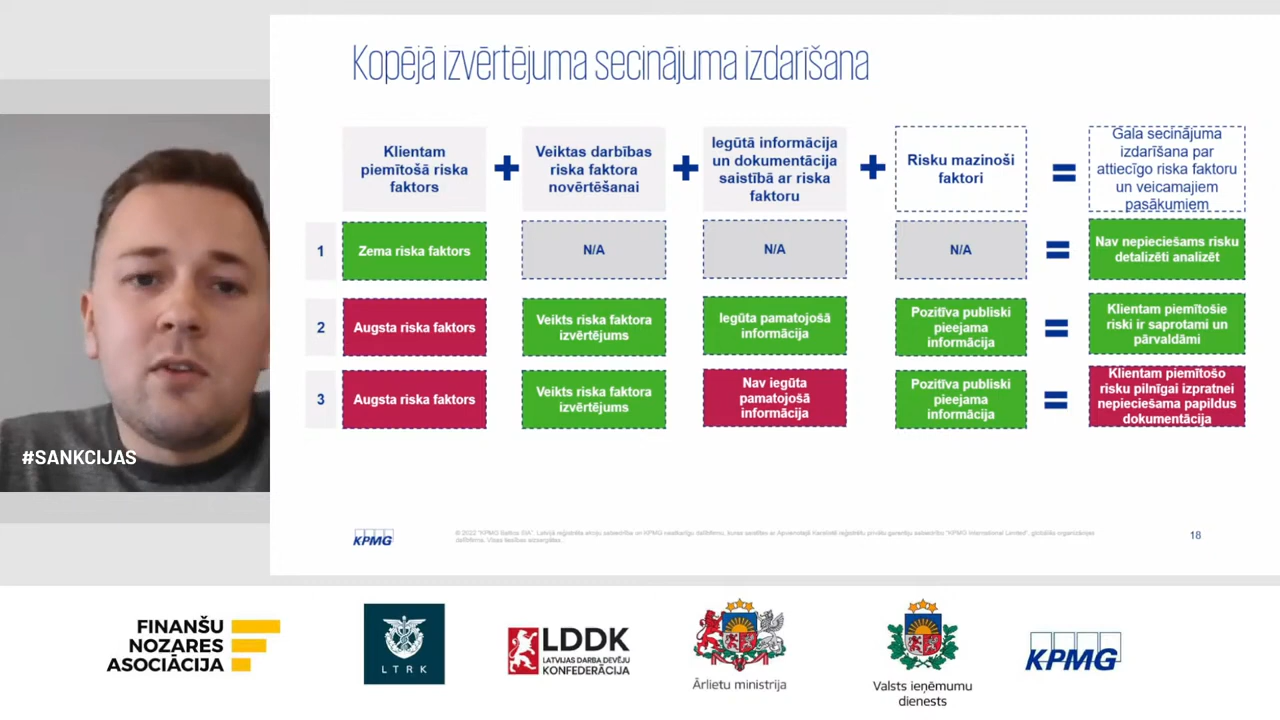 Kopējā izvērtējuma secinājuma izdarīšana
Klientam
piemītošā riska
faktors
+
Veiktas darbības
riska faktora
novērtēšanai
+
Iegūtā informācija
un dokumentācija
saistībā ar riska
faktoru
+
Risku mazinoši
faktori
=
Gala secinājuma
izdarīšana par
attiecīgo riska faktoru
un veicamajiem
pasākumiem
1
Zema riska faktors
N/A
N/A
N/A
=
Nav nepieciešams risku
detalizēti analizēt
2
Augsta riska faktors
Veikts riska faktora
izvērtējums
Iegūta pamatojošā
informācija
Pozitīva publiski
pieejama
informācija
=
Klientam piemītošie
riski ir saprotami un
pārvaldāmi
3
Augsta riska faktors
Veikts riska faktora
izvērtējums
Nav iegūta
pamatojošā
informācija
Pozitīva publiski
pieejama
informācija
=
Klientam piemītošo
risku pilnīgai izpratnei
nepieciešama papildus
dokumentācija
#SANKCIJAS
KPMG
18
FINANŠU
NOZARES
ASOCIĀCIJA
LTRK
LDDK
LATVIJAS DARBA DEVĒJU
KONFEDERĀCIJA
Ārlietu ministrija
Valsts ieņēmumu
dienests
KPMG